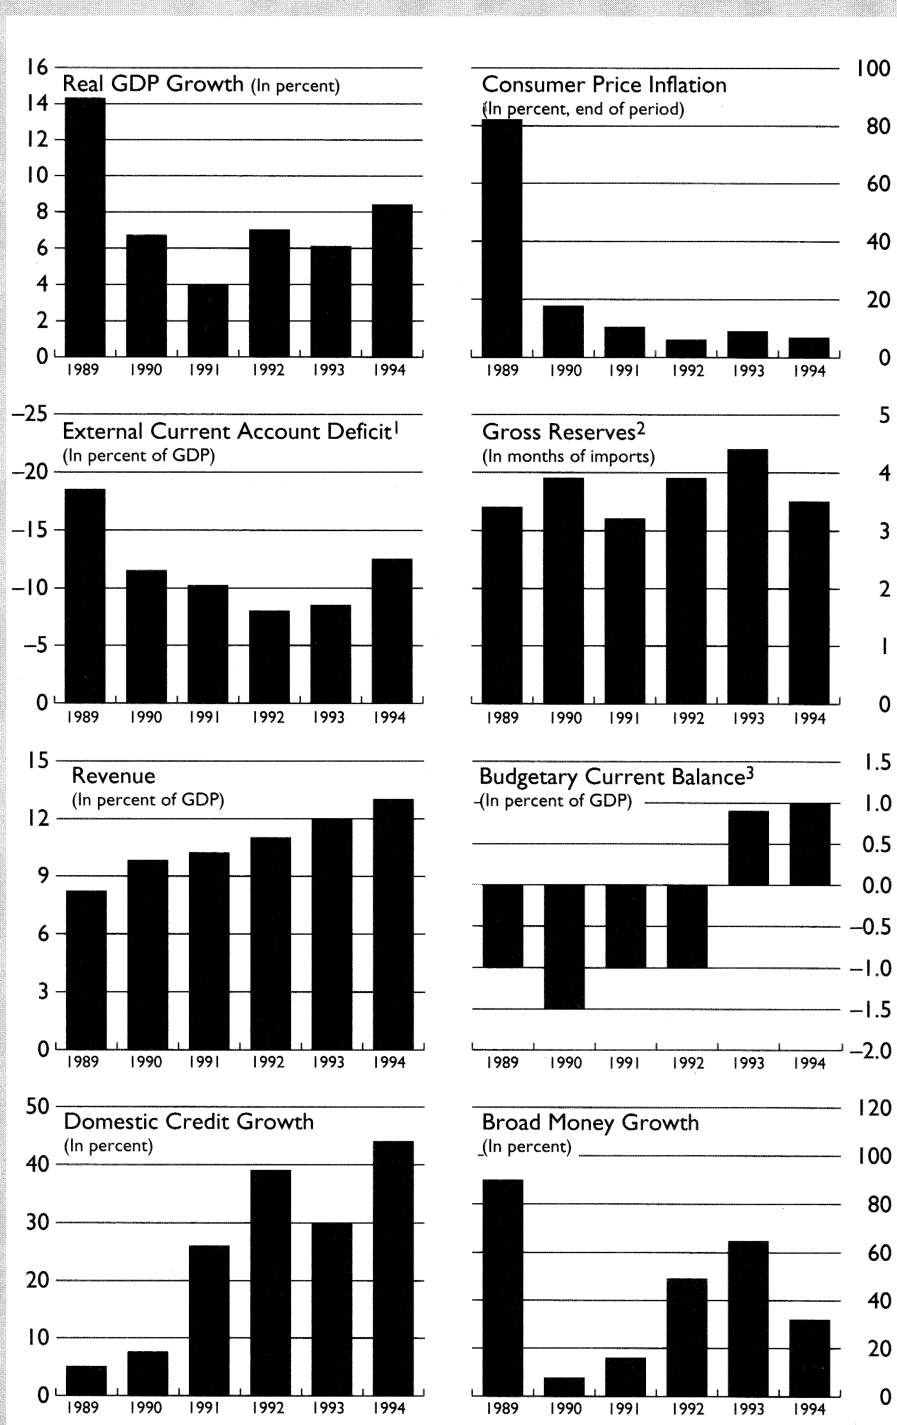 Real GDP Growth (In percent)
16
14
12
10
8
6
4
2
0
1989 1990 1991 1992 1993 1994
Consumer Price Inflation
(In percent, end of period)
100
80
60
40
20
0
1989 1990 1991 1992 1993 1994
External Current Account Deficit¹
(In percent of GDP)
−25
−20
−15
−10
−5
0
1989 1990 1991 1992 1993 1994
Gross Reserves²
(In months of imports)
5
4
3
2
1
0
1989 1990 1991 1992 1993 1994
Revenue
(In percent of GDP)
15
12
9
6
3
0
1989 1990 1991 1992 1993 1994
Budgetary Current Balance³
(In percent of GDP)
1.5
1.0
0.5
0.0
−0.5
−1.0
−1.5
−2.0
1989 1990 1991 1992 1993 1994
Domestic Credit Growth
(In percent)
50
40
30
20
10
0
1989 1990 1991 1992 1993 1994
Broad Money Growth
(In percent)
120
100
80
60
40
20
0
1989 1990 1991 1992 1993 1994